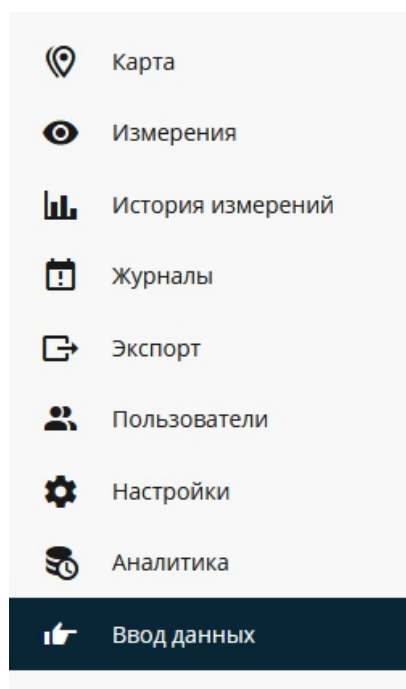 Карта
Измерения
История измерений
Журналы
Экспорт
Пользователи
Настройки
Аналитика
Ввод данных